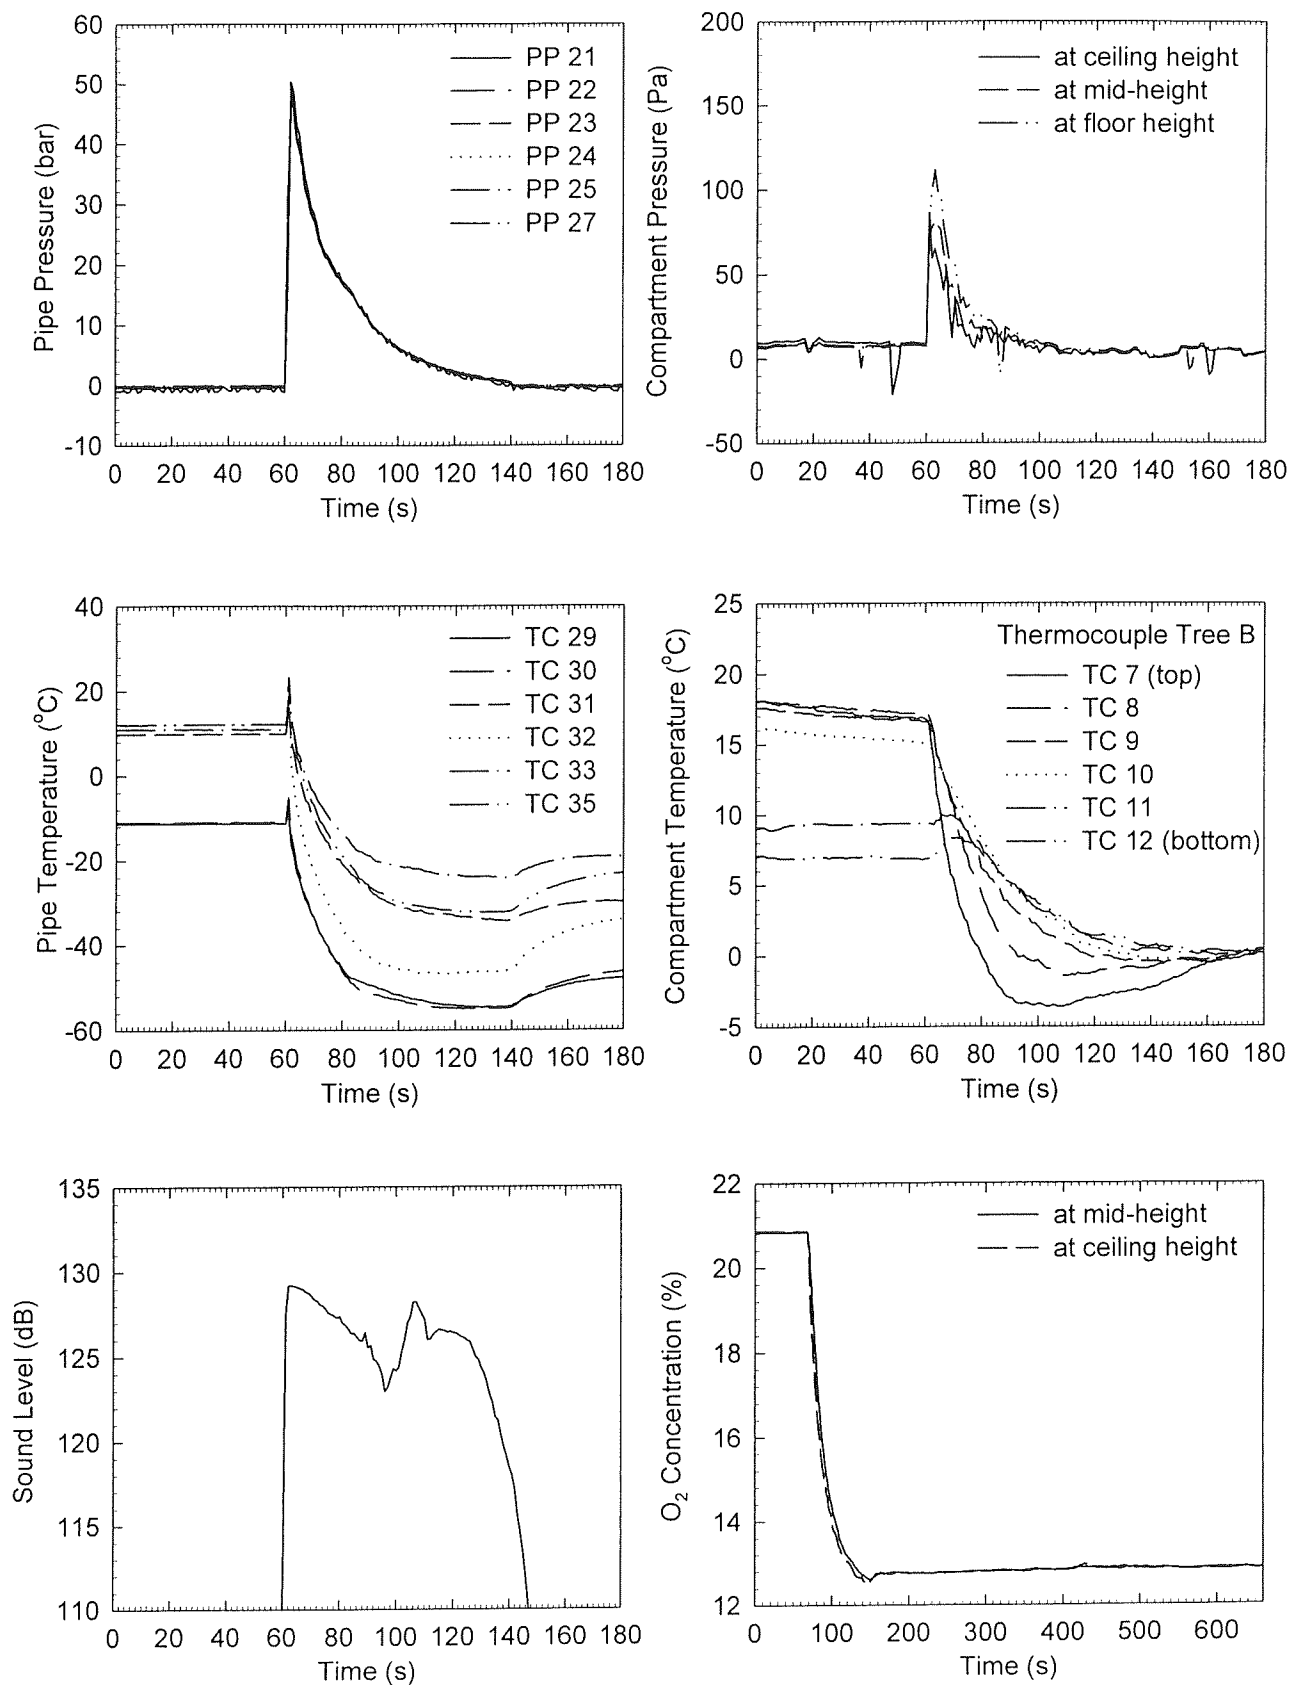 60
50
40
30
20
10
0
-10
Pipe Pressure (bar)
PP 21
PP 22
PP 23
PP 24
PP 25
PP 27
0 20 40 60 80 100 120 140 160 180
Time (s)
200
150
100
50
0
-50
Compartment Pressure (Pa)
at ceiling height
at mid-height
at floor height
0 20 40 60 80 100 120 140 160 180
Time (s)
40
20
0
-20
-40
-60
Pipe Temperature (°C)
TC 29
TC 30
TC 31
TC 32
TC 33
TC 35
0 20 40 60 80 100 120 140 160 180
Time (s)
25
20
15
10
5
0
-5
Compartment Temperature (°C)
Thermocouple Tree B
TC 7 (top)
TC 8
TC 9
TC 10
TC 11
TC 12 (bottom)
0 20 40 60 80 100 120 140 160 180
Time (s)
135
130
125
120
115
110
Sound Level (dB)
0 20 40 60 80 100 120 140 160 180
Time (s)
22
20
18
16
14
12
O₂ Concentration (%)
at mid-height
at ceiling height
0 100 200 300 400 500 600
Time (s)